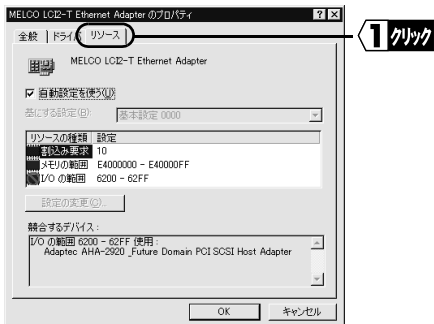 MELCO LCI2-T Ethernet Adapter のプロパティ
全般 ドライバ リソース
1 クリック
MELCO LCI2-T Ethernet Adapter
自動設定を使う(U)
基にする設定(B): 基本設定 0000
リソースの種類 設定
割込み要求 10
メモリの範囲 E4000000 - E40000FF
I/O の範囲 6200 - 62FF
設定の変更(C)...
競合するデバイス:
I/O の範囲 6200 - 62FF 使用:
Adaptec AHA-2920 _Future Domain PCI SCSI Host Adapter
OK キャンセル